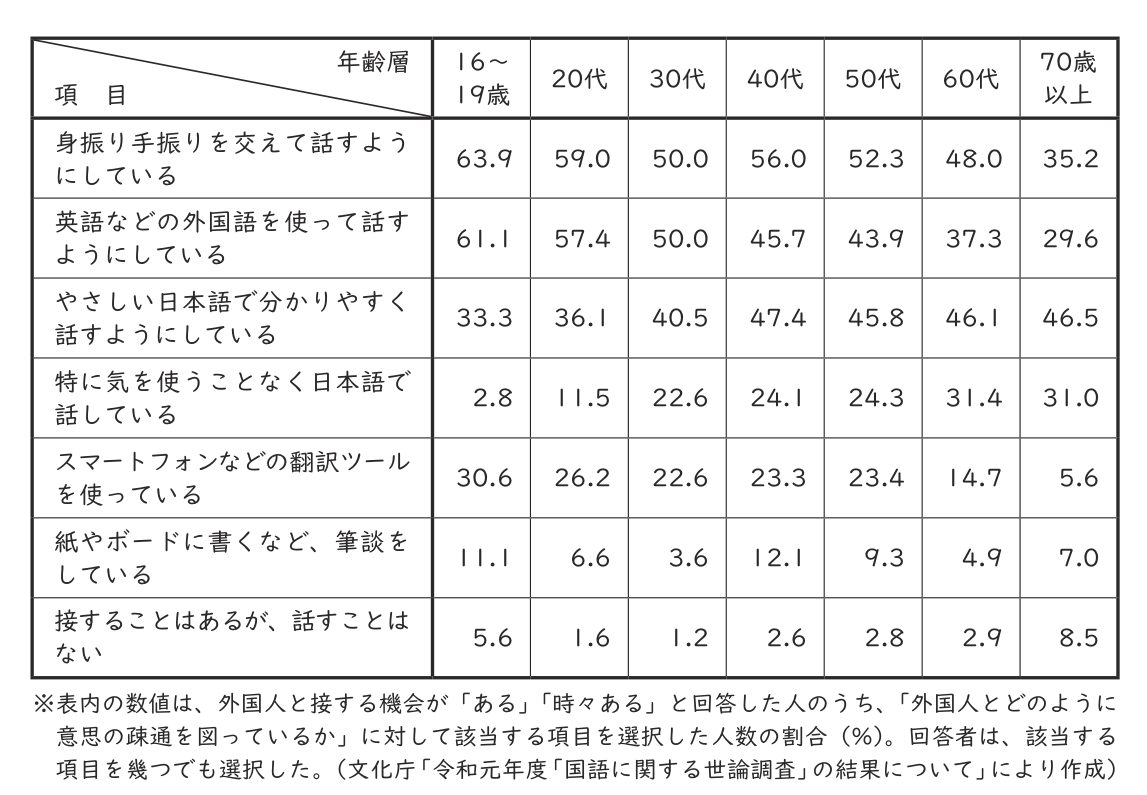 年齢層
項　目
16～19歳 20代 30代 40代 50代 60代 70歳以上
身振り手振りを交えて話すよう
にしている
63.9 59.0 50.0 56.0 52.3 48.0 35.2
英語などの外国語を使って話す
ようにしている
61.1 57.4 50.0 45.7 43.9 37.3 29.6
やさしい日本語で分かりやすく
話すようにしている
33.3 36.1 40.5 47.4 45.8 46.1 46.5
特に気を使うことなく日本語で
話している
2.8 11.5 22.6 24.1 24.3 31.4 31.0
スマートフォンなどの翻訳ツール
を使っている
30.6 26.2 22.6 23.3 23.4 14.7 5.6
紙やボードに書くなど、筆談を
している
11.1 6.6 3.6 12.1 9.3 4.9 7.0
接することはあるが、話すことは
ない
5.6 1.6 1.2 2.6 2.8 2.9 8.5
※表内の数値は、外国人と接する機会が「ある」「時々ある」と回答した人のうち、「外国人とどのように
意思の疎通を図っているか」に対して該当する項目を選択した人数の割合（％）。回答者は、該当する
項目を幾つでも選択した。（文化庁「令和元年度「国語に関する世論調査」の結果について」により作成）